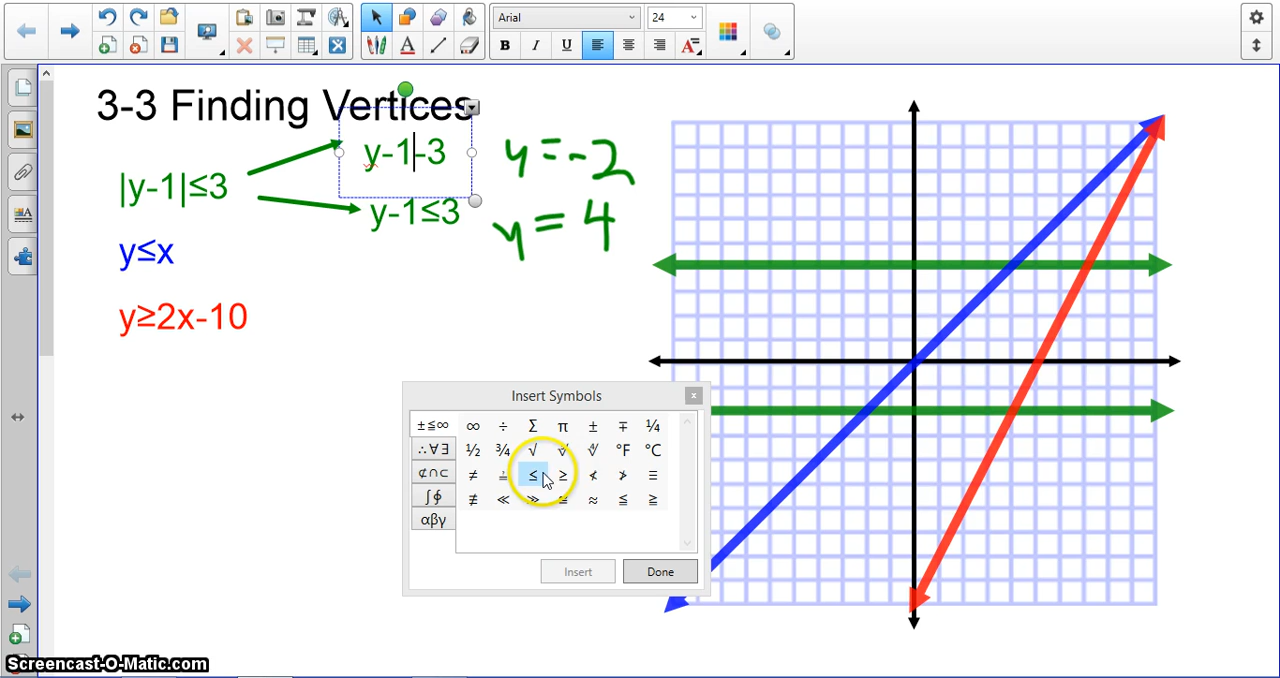 Arial 24
B I U A
3-3 Finding Vertices
y-1-3
y=-2
|y-1|≤3
y-1≤3
y=4
y≤x
y≥2x-10
Insert Symbols
±≤∞ ∞ ÷ Σ π ± ∓ ¼
∴∀∃ ½ ¾ √ ∛ ∜ °F °C
⊄∩⊂ ≠ ≟ ≤ ≥ ≮ ≯ ≡
∫∮ ≢ ≪ ≫ ≅ ≈ ≦ ≧
αβγ
Insert Done
Screencast-O-Matic.com